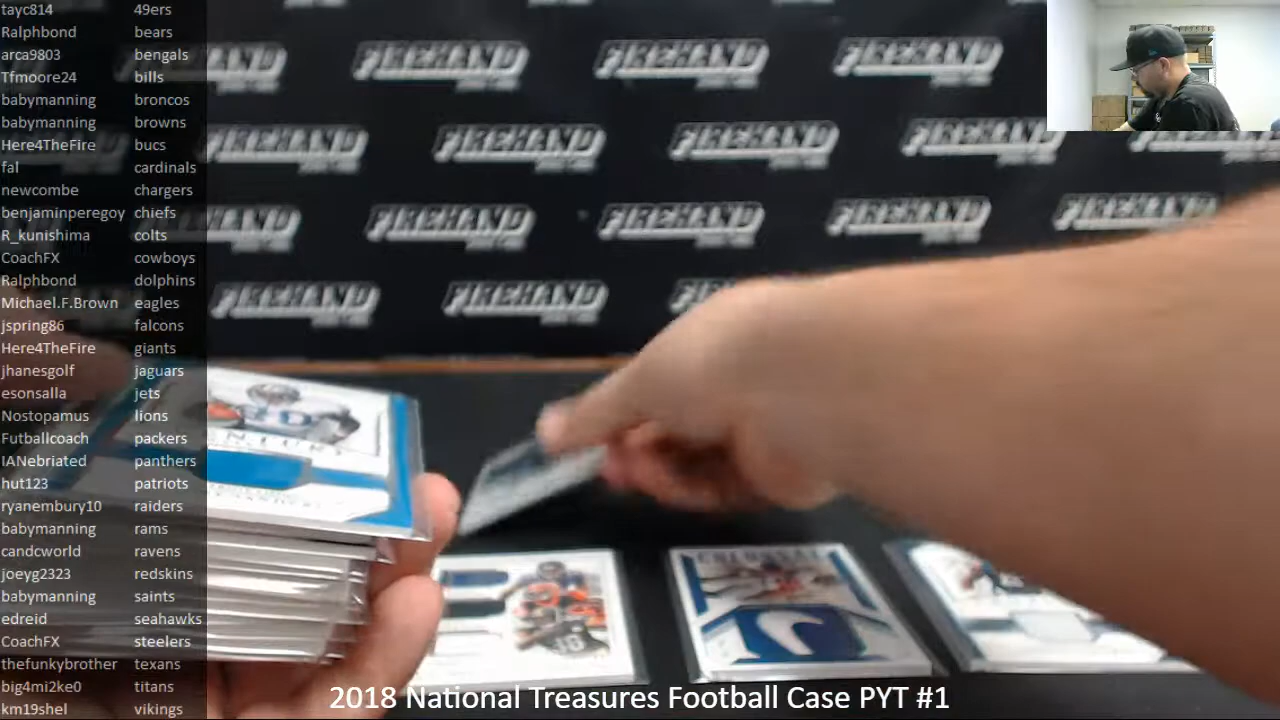 tayc814 49ers
Ralphbond bears
arca9803 bengals
Tfmoore24 bills
babymanning broncos
babymanning browns
Here4TheFire bucs
fal cardinals
newcombe chargers
benjaminperegoy chiefs
R_kunishima colts
CoachFX cowboys
Ralphbond dolphins
Michael.F.Brown eagles
jspring86 falcons
Here4TheFire giants
jhanesgolf jaguars
esonsalla jets
Nostopamus lions
Futballcoach packers
IANebriated panthers
hut123 patriots
ryanembury10 raiders
babymanning rams
candcworld ravens
joeyg2323 redskins
babymanning saints
edreid seahawks
CoachFX steelers
thefunkybrother texans
big4mi2ke0 titans
km19shel vikings
FIREHAND FIREHAND FIREHAND
FIREHAND FIREHAND FIREHAND FIREHAND
FIREHAND FIREHAND FIREHAND FIREHAND
FIREHAND FIREHAND
COLOSSAL
2018 National Treasures Football Case PYT #1